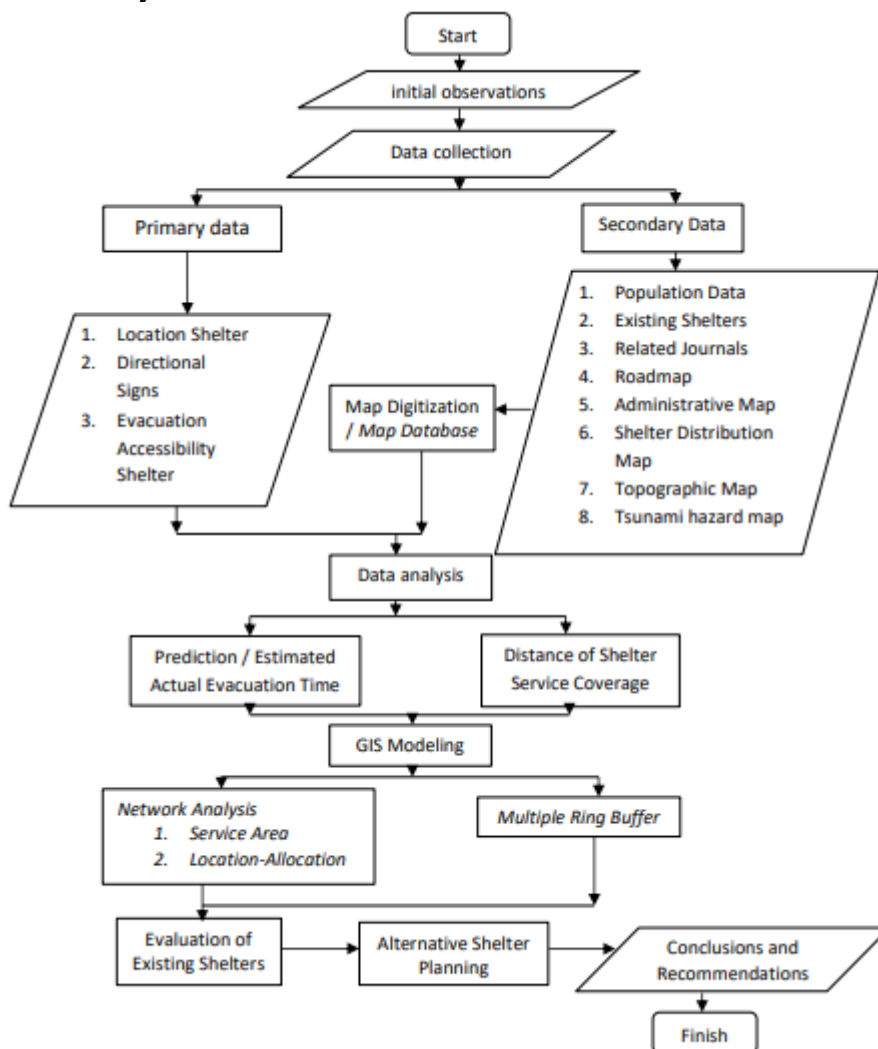 Start
initial observations
Data collection
Primary data
Secondary Data
1. Location Shelter
2. Directional
Signs
3. Evacuation
Accessibility
Shelter
Map Digitization
/ Map Database
1. Population Data
2. Existing Shelters
3. Related Journals
4. Roadmap
5. Administrative Map
6. Shelter Distribution
Map
7. Topographic Map
8. Tsunami hazard map
Data analysis
Prediction / Estimated
Actual Evacuation Time
Distance of Shelter
Service Coverage
GIS Modeling
Network Analysis
1. Service Area
2. Location-Allocation
Multiple Ring Buffer
Evaluation of
Existing Shelters
Alternative Shelter
Planning
Conclusions and
Recommendations
Finish